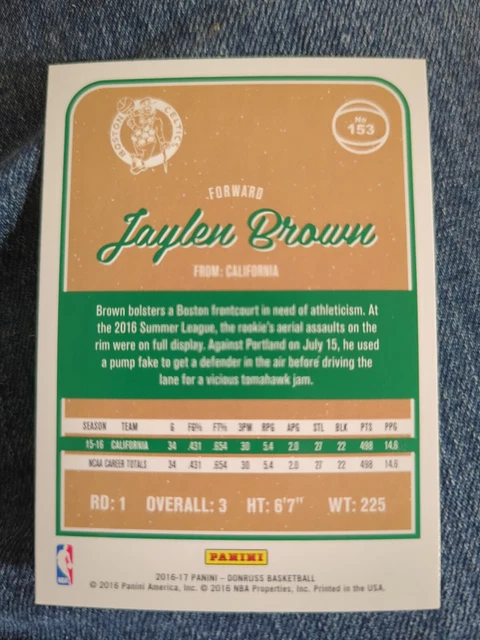 BOSTON CELTICS
No
153
FORWARD
Jaylen Brown
FROM: CALIFORNIA
Brown bolsters a Boston frontcourt in need of athleticism. At
the 2016 Summer League, the rookie's aerial assaults on the
rim were on full display. Against Portland on July 15, he used
a pump fake to get a defender in the air before driving the
lane for a vicious tomahawk jam.
SEASON TEAM G FG% FT% 3PM RPG APG STL BLK PTS PPG
15-16 CALIFORNIA 34 .431 .654 30 5.4 2.0 27 22 498 14.6
NCAA CAREER TOTALS 34 .431 .654 30 5.4 2.0 27 22 498 14.6
RD: 1 OVERALL: 3 HT: 6'7" WT: 225
PANINI
2016-17 PANINI – DONRUSS BASKETBALL
© 2016 Panini America, Inc. © 2016 NBA Properties, Inc. Printed in the USA.
NBA